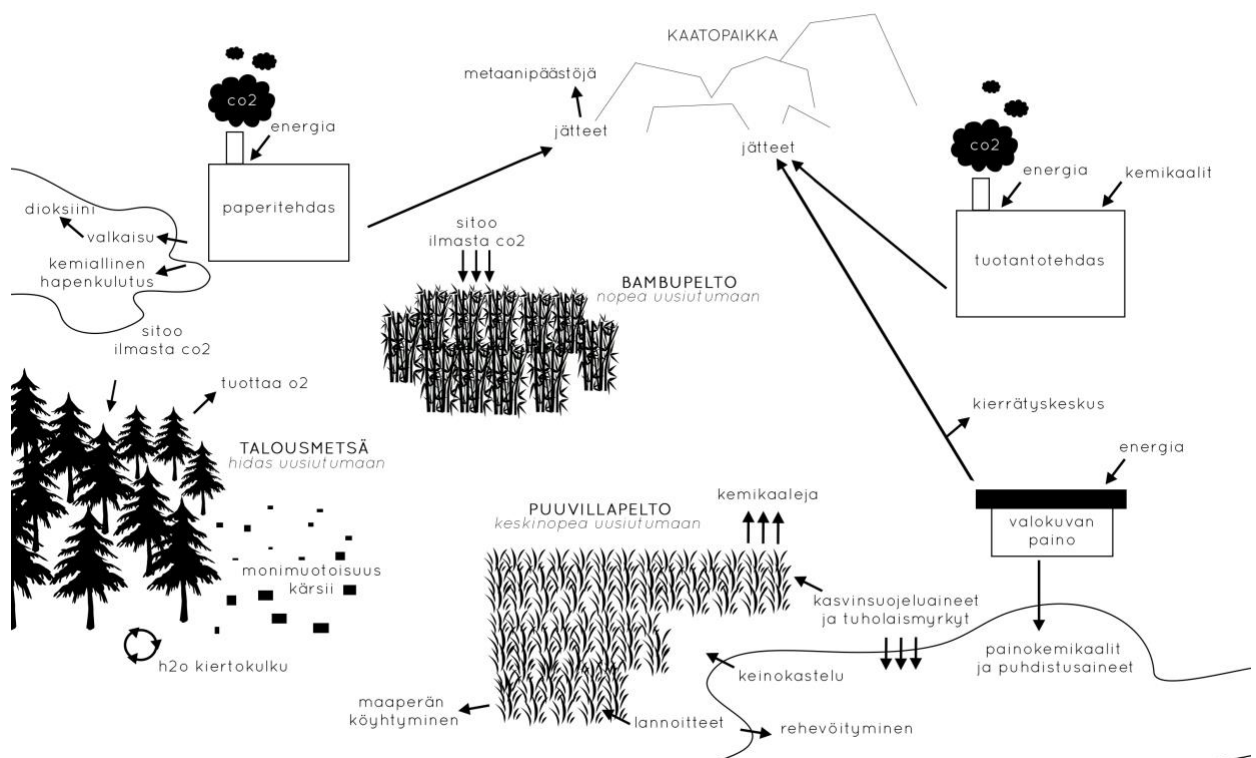 KAATOPAIKKA
metaanipäästöjä
co2
energia
jätteet
jätteet
co2
energia
kemikaalit
paperitehdas
dioksiini
valkaisu
kemiallinen
hapenkulutus
sitoo
ilmasta co2
BAMBUPELTO
nopea uusiutumaan
tuotantotehdas
sitoo
ilmasta co2
tuottaa o2
TALOUSMETSÄ
hidas uusiutumaan
kierrätyskeskus
energia
PUUVILLAPELTO
keskinopea uusiutumaan
kemikaaleja
valokuvan
paino
monimuotoisuus
kärsii
kasvinsuojeluaineet
ja tuholaismyrkyt
h2o kiertokulku
keinokastelu
painokemikaalit
ja puhdistusaineet
maaperän
köyhtyminen
lannoitteet
rehevöityminen